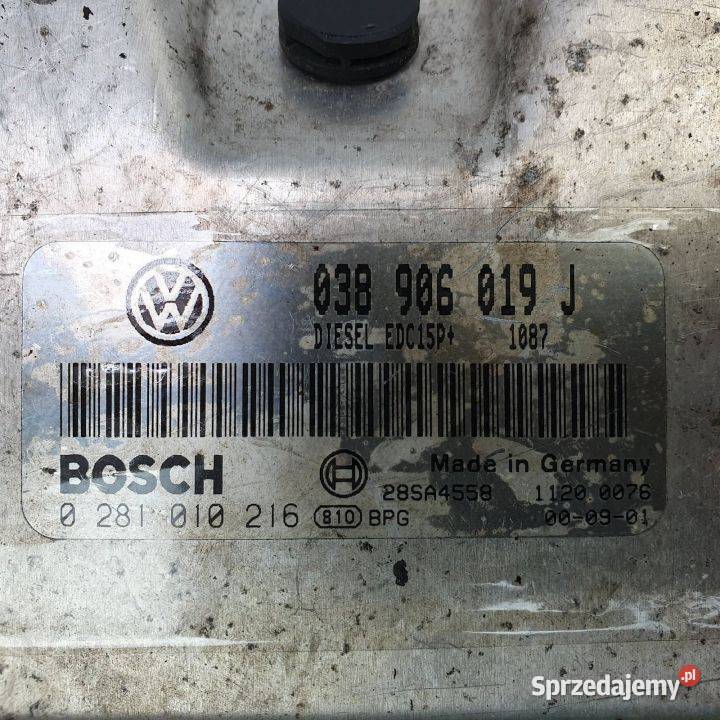 038 906 019 J
DIESEL EDC15P+ 1087
BOSCH
Made in Germany
28SA4558 1120 0076
0 281 010 216 810 BPG 00-09-01
Sprzedajemy.pl